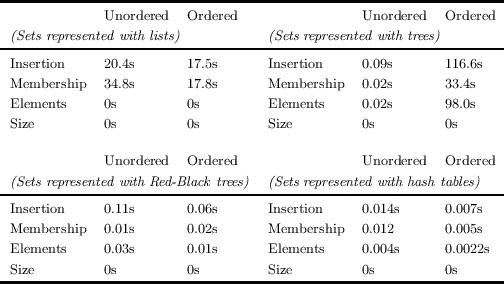 Unordered Ordered Unordered Ordered
(Sets represented with lists) (Sets represented with trees)
Insertion 20.4s 17.5s Insertion 0.09s 116.6s
Membership 34.8s 17.8s Membership 0.02s 33.4s
Elements 0s 0s Elements 0.02s 98.0s
Size 0s 0s Size 0s 0s
Unordered Ordered Unordered Ordered
(Sets represented with Red-Black trees) (Sets represented with hash tables)
Insertion 0.11s 0.06s Insertion 0.014s 0.007s
Membership 0.01s 0.02s Membership 0.012 0.005s
Elements 0.03s 0.01s Elements 0.004s 0.0022s
Size 0s 0s Size 0s 0s